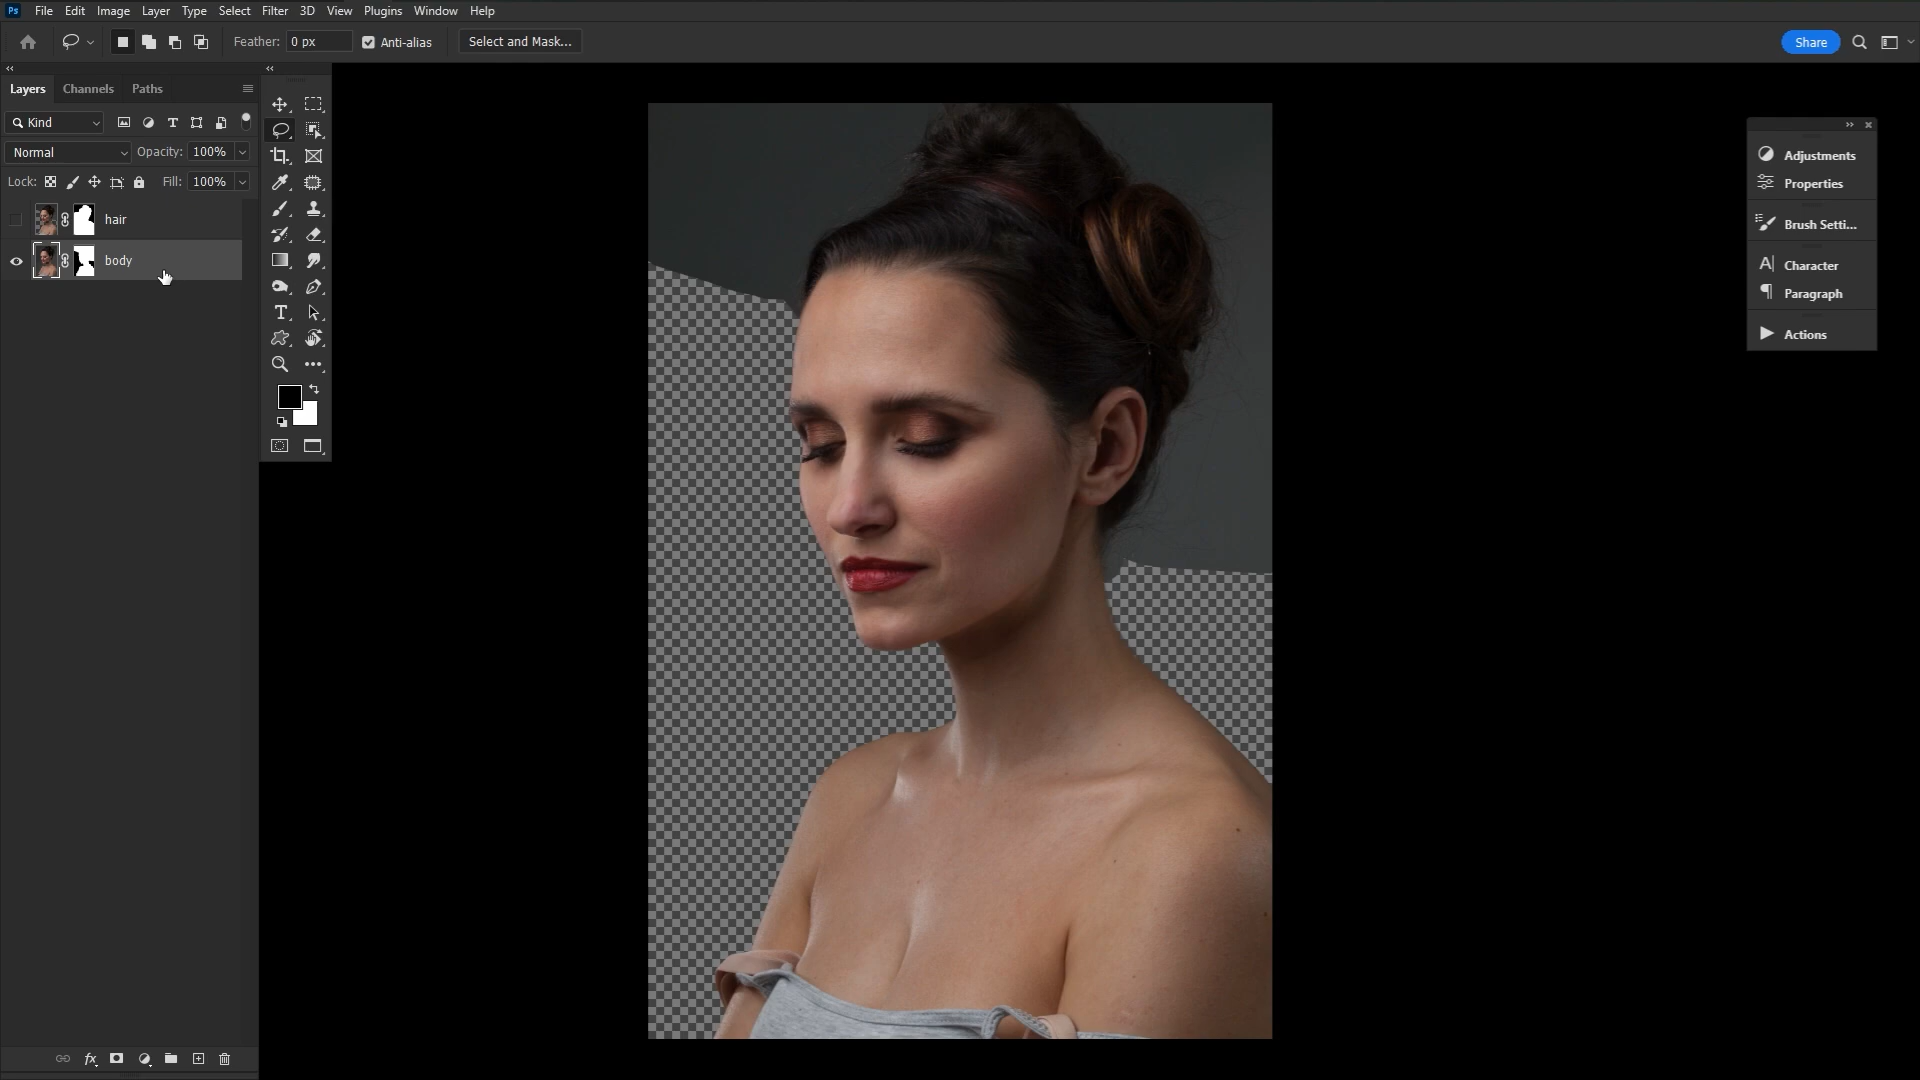 Ps File Edit Image Layer Type Select Filter 3D View Plugins Window Help
Feather: 0 px Anti-alias Select and Mask... Share
Layers Channels Paths
Kind
Normal Opacity: 100%
Lock: Fill: 100%
hair
body
Adjustments
Properties
Brush Setti...
Character
Paragraph
Actions